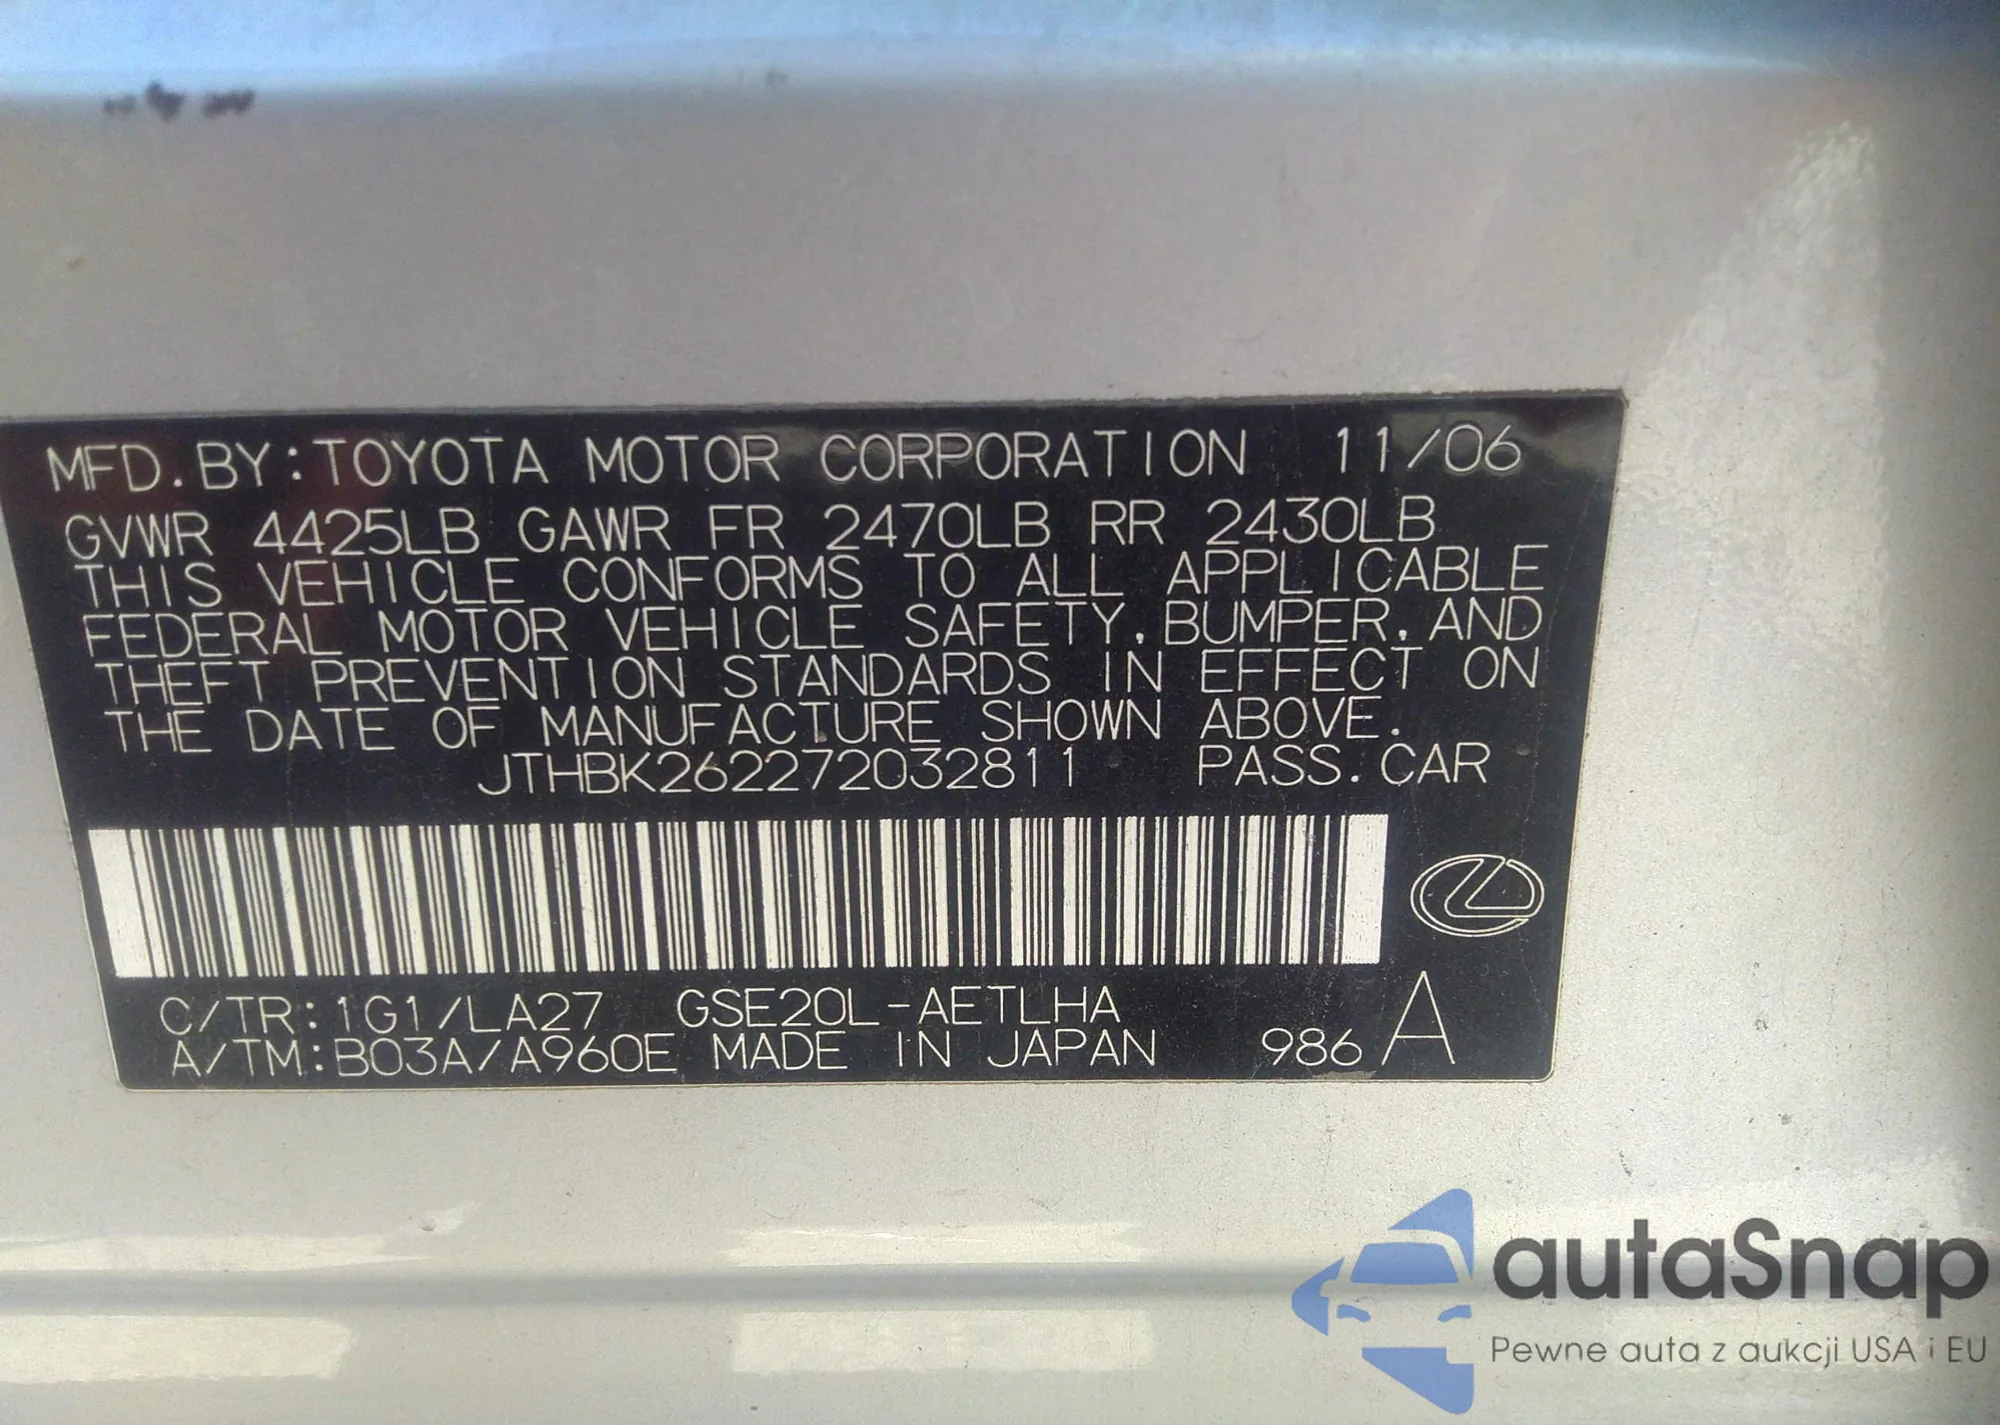 MFD. BY: TOYOTA MOTOR CORPORATION 11/06
GVWR 4425LB GAWR FR 2470LB RR 2430LB
THIS VEHICLE CONFORMS TO ALL APPLICABLE
FEDERAL MOTOR VEHICLE SAFETY, BUMPER, AND
THEFT PREVENTION STANDARDS IN EFFECT ON
THE DATE OF MANUFACTURE SHOWN ABOVE.
JTHBK262272032811 PASS. CAR
C/TR: 1G1/LA27 GSE20L-AETLHA
A/TM: B03A/A960E MADE IN JAPAN 986 A
autaSnap
Pewne auta z aukcji USA i EU